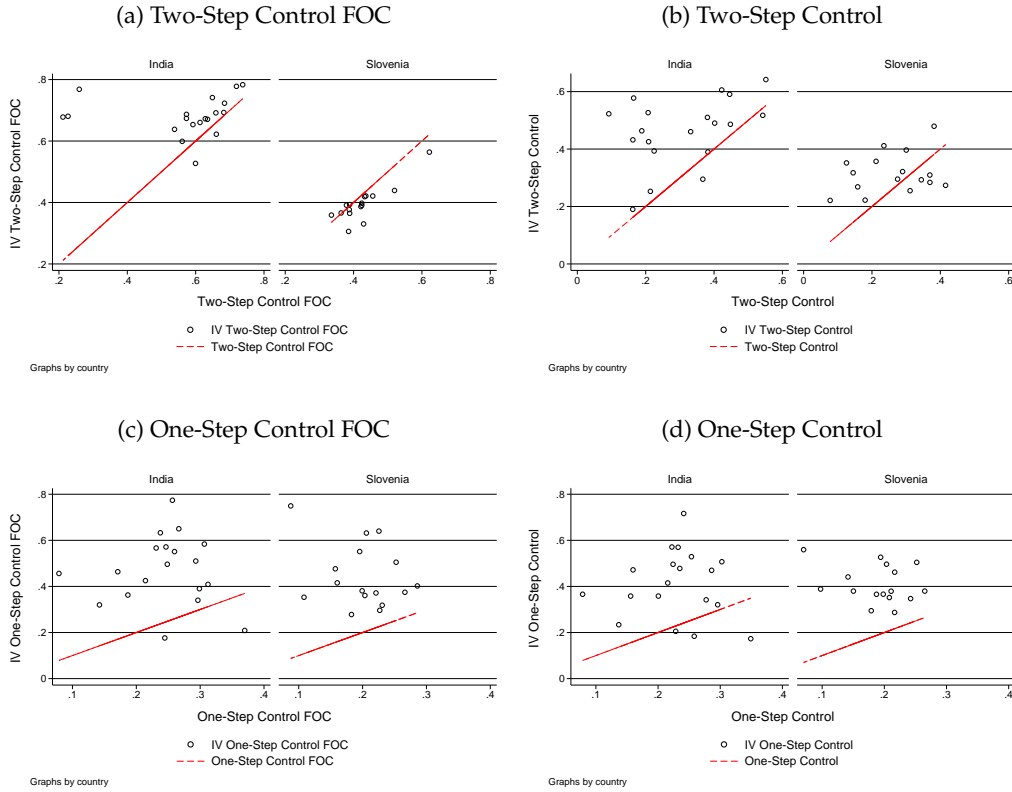 (a) Two-Step Control FOC
India
Slovenia
IV Two-Step Control FOC
.8
.6
.4
.2
.2
.4
.6
.8
.2
.4
.6
.8
Two-Step Control FOC
IV Two-Step Control FOC
Two-Step Control FOC
Graphs by country
(b) Two-Step Control
India
Slovenia
IV Two-Step Control
.6
.4
.2
0
0
.2
.4
.6
0
.2
.4
.6
Two-Step Control
IV Two-Step Control
Two-Step Control
Graphs by country
(c) One-Step Control FOC
India
Slovenia
IV One-Step Control FOC
.8
.6
.4
.2
0
.1
.2
.3
.4
.1
.2
.3
.4
One-Step Control FOC
IV One-Step Control FOC
One-Step Control FOC
Graphs by country
(d) One-Step Control
India
Slovenia
IV One-Step Control
.8
.6
.4
.2
0
.1
.2
.3
.4
.1
.2
.3
.4
One-Step Control
IV One-Step Control
One-Step Control
Graphs by country